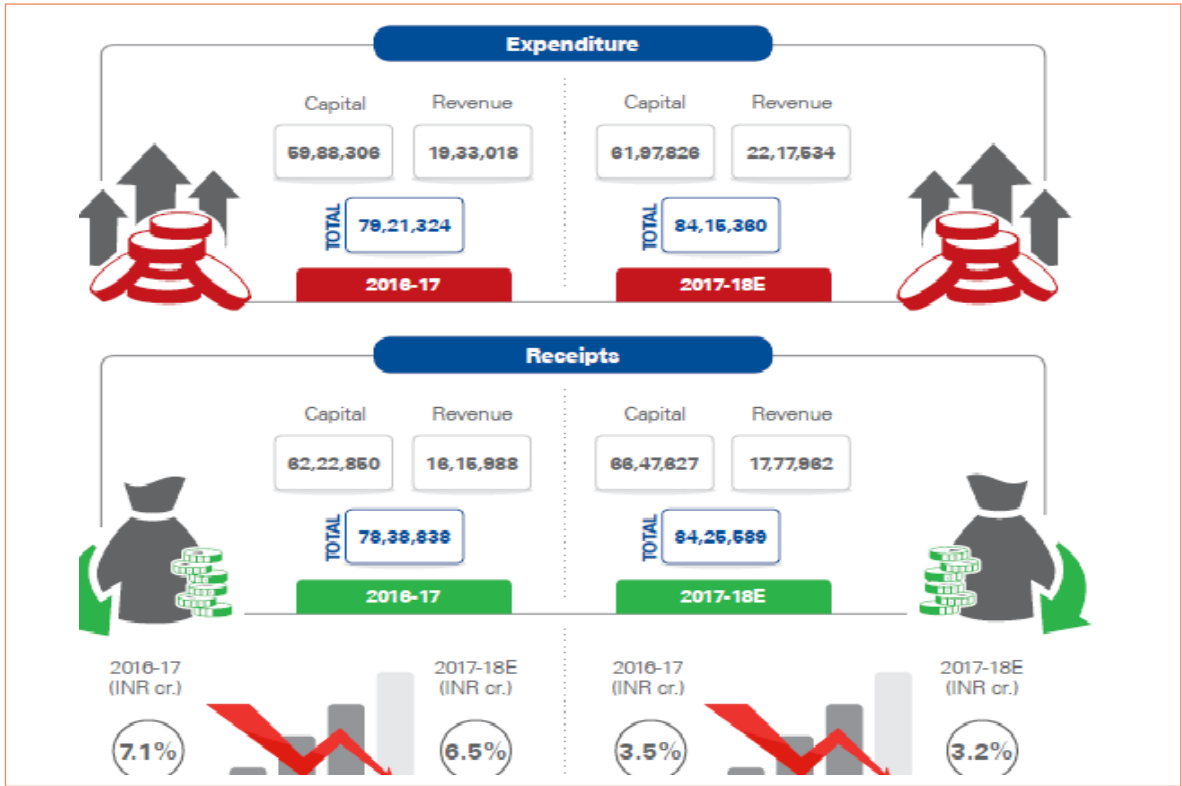 Expenditure
Capital Revenue Capital Revenue
59,88,306 19,33,018 61,97,826 22,17,534
TOTAL 79,21,324 TOTAL 84,15,360
2016-17 2017-18E
Receipts
Capital Revenue Capital Revenue
62,22,850 16,15,988 66,47,627 17,77,962
TOTAL 78,38,838 TOTAL 84,25,589
2016-17 2017-18E
2016-17 2017-18E 2016-17 2017-18E
(INR cr.) (INR cr.) (INR cr.) (INR cr.)
7.1% 6.5% 3.5% 3.2%